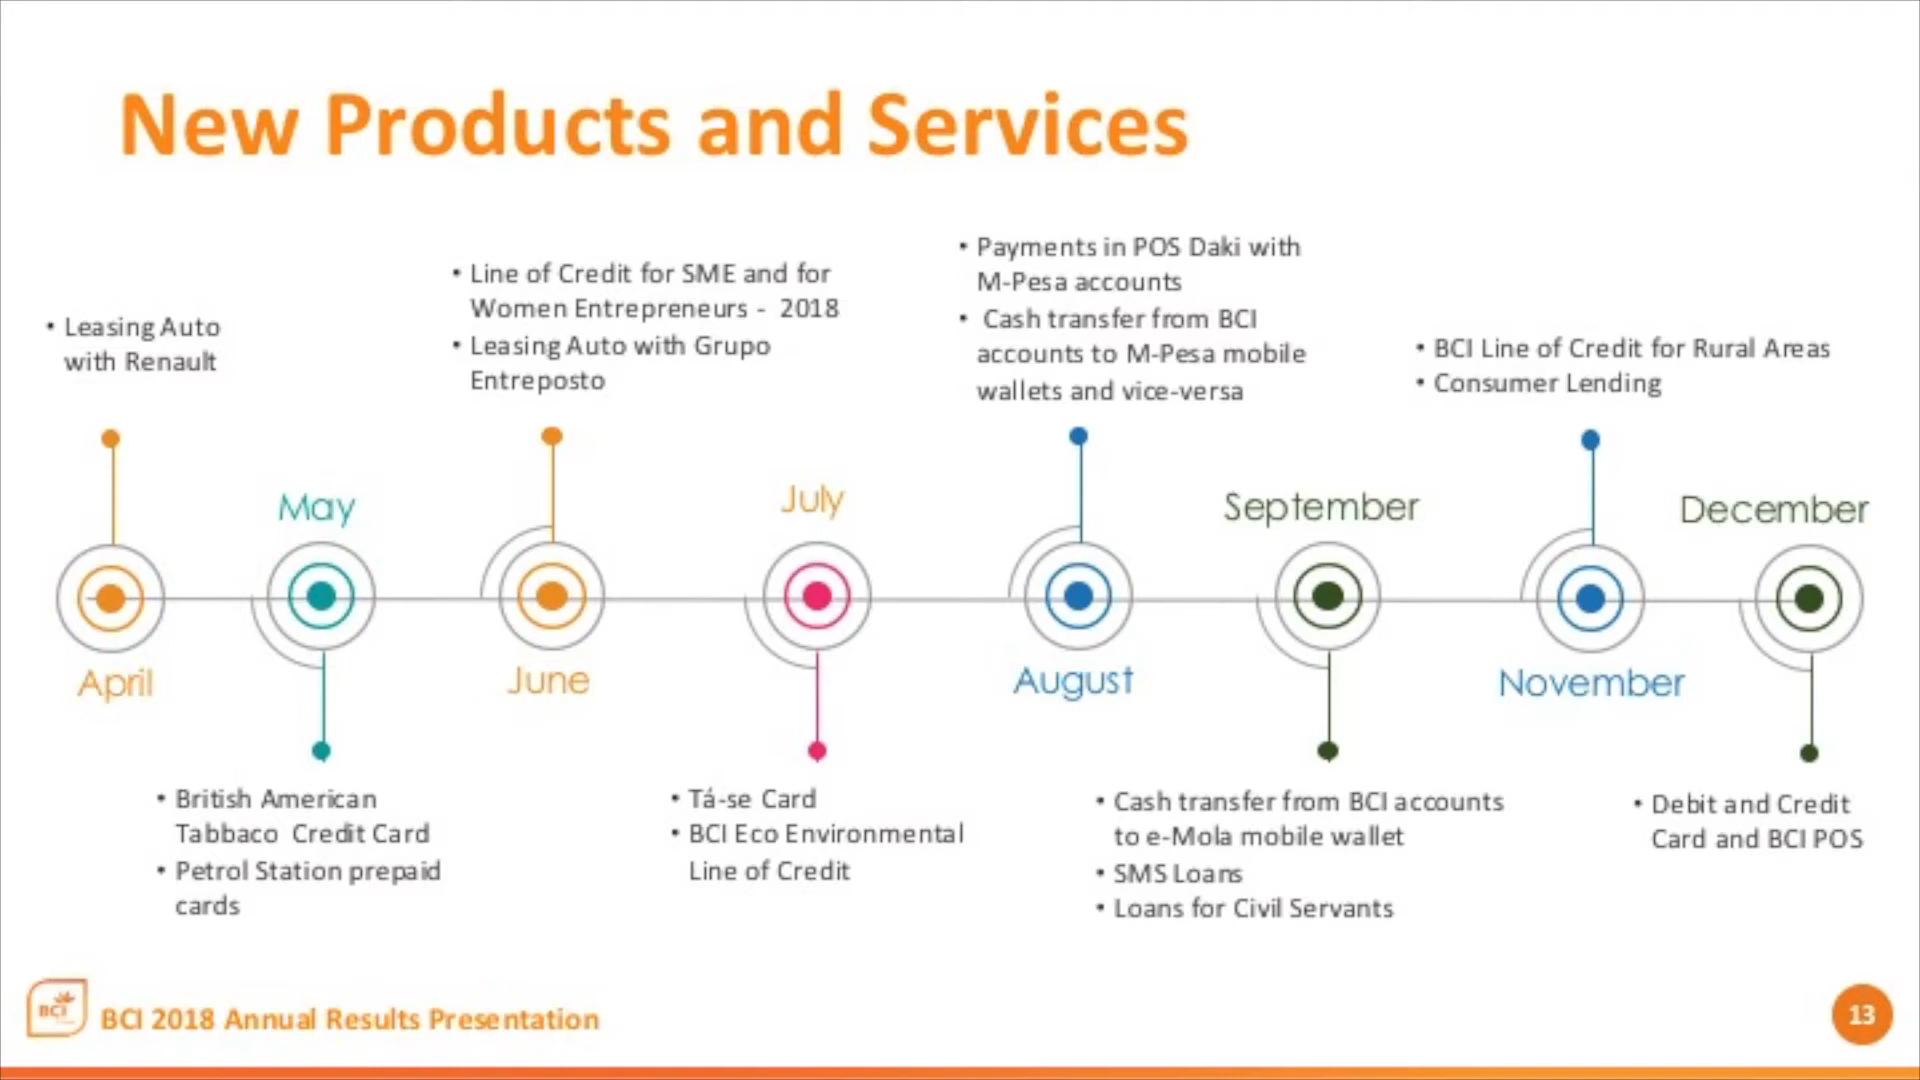 New Products and Services
• Leasing Auto
with Renault
• Line of Credit for SME and for
Women Entrepreneurs - 2018
• Leasing Auto with Grupo
Entreposto
• Payments in POS Daki with
M-Pesa accounts
• Cash transfer from BCI
accounts to M-Pesa mobile
wallets and vice-versa
• BCI Line of Credit for Rural Areas
• Consumer Lending
May
July
September
December
April
June
August
November
• British American
Tabbaco Credit Card
• Petrol Station prepaid
cards
• Tá-se Card
• BCI Eco Environmental
Line of Credit
• Cash transfer from BCI accounts
to e-Mola mobile wallet
• SMS Loans
• Loans for Civil Servants
• Debit and Credit
Card and BCI POS
BCI
BCI 2018 Annual Results Presentation
13